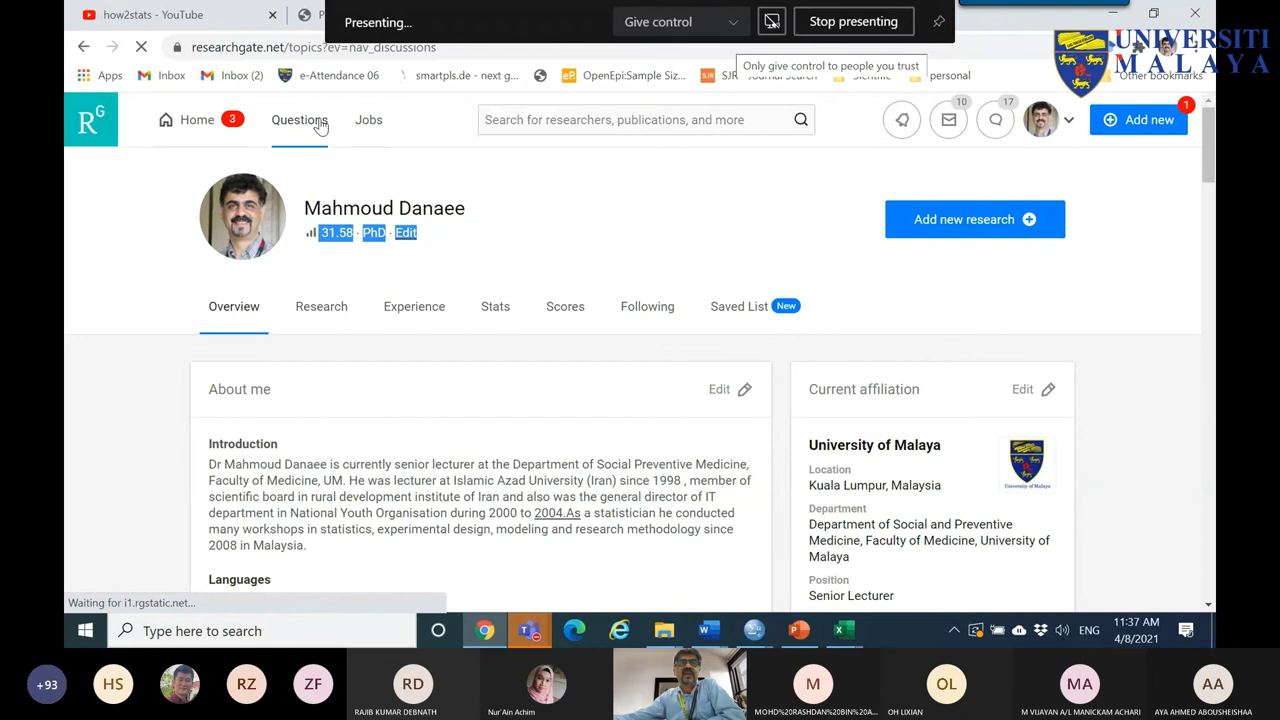 how2stats - YouTube
P
Presenting...
Give control
Stop presenting
UNIVERSITI
MALAYA
researchgate.net/topics?ev=nav_discussions
Only give control to people you trust
Apps
Inbox
Inbox (2)
e-Attendance 06
smartpls.de - next g...
OpenEpi:Sample Siz...
SJR
personal
Other bookmarks
RG
Home
3
Questions
Jobs
Search for researchers, publications, and more
10
17
Add new
1
Mahmoud Danaee
31.58 · PhD · Edit
Add new research
Overview
Research
Experience
Stats
Scores
Following
Saved List
New
About me
Edit
Introduction
Dr Mahmoud Danaee is currently senior lecturer at the Department of Social Preventive Medicine,
Faculty of Medicine, UM. He was lecturer at Islamic Azad University (Iran) since 1998 , member of
scientific board in rural development institute of Iran and also was the general director of IT
department in National Youth Organisation during 2000 to 2004.As a statistician he conducted
many workshops in statistics, experimental design, modeling and research methodology since
2008 in Malaysia.
Languages
Current affiliation
Edit
University of Malaya
Location
Kuala Lumpur, Malaysia
Department
Department of Social and Preventive
Medicine, Faculty of Medicine, University of
Malaya
Position
Senior Lecturer
University of Malaya
Waiting for i1.rgstatic.net...
Type here to search
ENG
11:37 AM
4/8/2021
+93
HS
RZ
ZF
RD
RAJIB KUMAR DEBNATH
Nur'Ain Achim
M
MOHD%20RASHDAN%20BIN%20A...
OL
OH LIXIAN
MA
M VIJAYAN A/L MANICKAM ACHARI
AA
AYA AHMED ABOUSHEISHAA